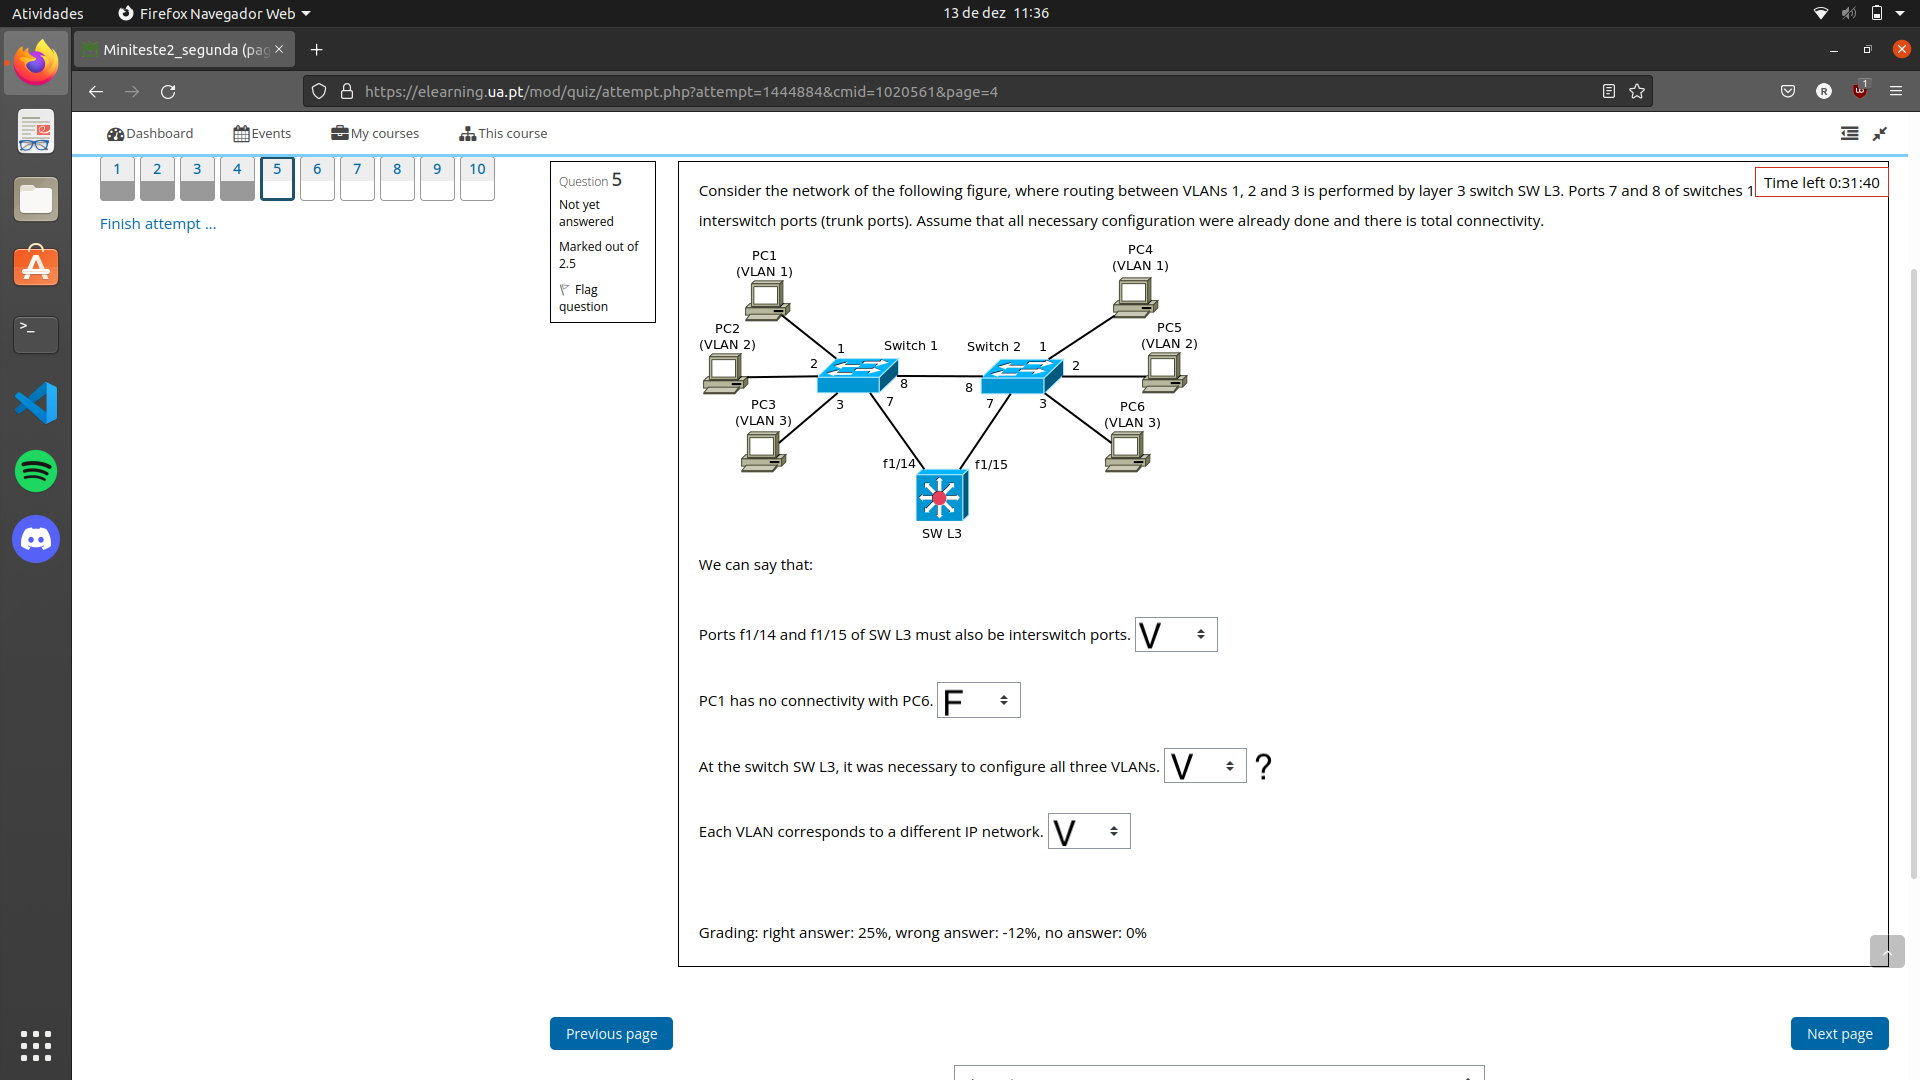 Atividades
Firefox Navegador Web
13 de dez 11:36
Miniteste2_segunda (pag
https://elearning.ua.pt/mod/quiz/attempt.php?attempt=1444884&cmid=1020561&page=4
R
1
Dashboard
Events
My courses
This course
1 2 3 4 5 6 7 8 9 10
Finish attempt ...
Question 5
Not yet
answered
Marked out of
2.5
Flag
question
Time left 0:31:40
Consider the network of the following figure, where routing between VLANs 1, 2 and 3 is performed by layer 3 switch SW L3. Ports 7 and 8 of switches 1
interswitch ports (trunk ports). Assume that all necessary configuration were already done and there is total connectivity.
PC1
(VLAN 1)
PC4
(VLAN 1)
PC2
(VLAN 2)
PC5
(VLAN 2)
1
Switch 1
Switch 2
1
2
2
8
8
PC3
(VLAN 3)
3
7
7
3
PC6
(VLAN 3)
f1/14
f1/15
SW L3
We can say that:
Ports f1/14 and f1/15 of SW L3 must also be interswitch ports. V
PC1 has no connectivity with PC6. F
At the switch SW L3, it was necessary to configure all three VLANs. V ?
Each VLAN corresponds to a different IP network. V
Grading: right answer: 25%, wrong answer: -12%, no answer: 0%
Previous page
Next page